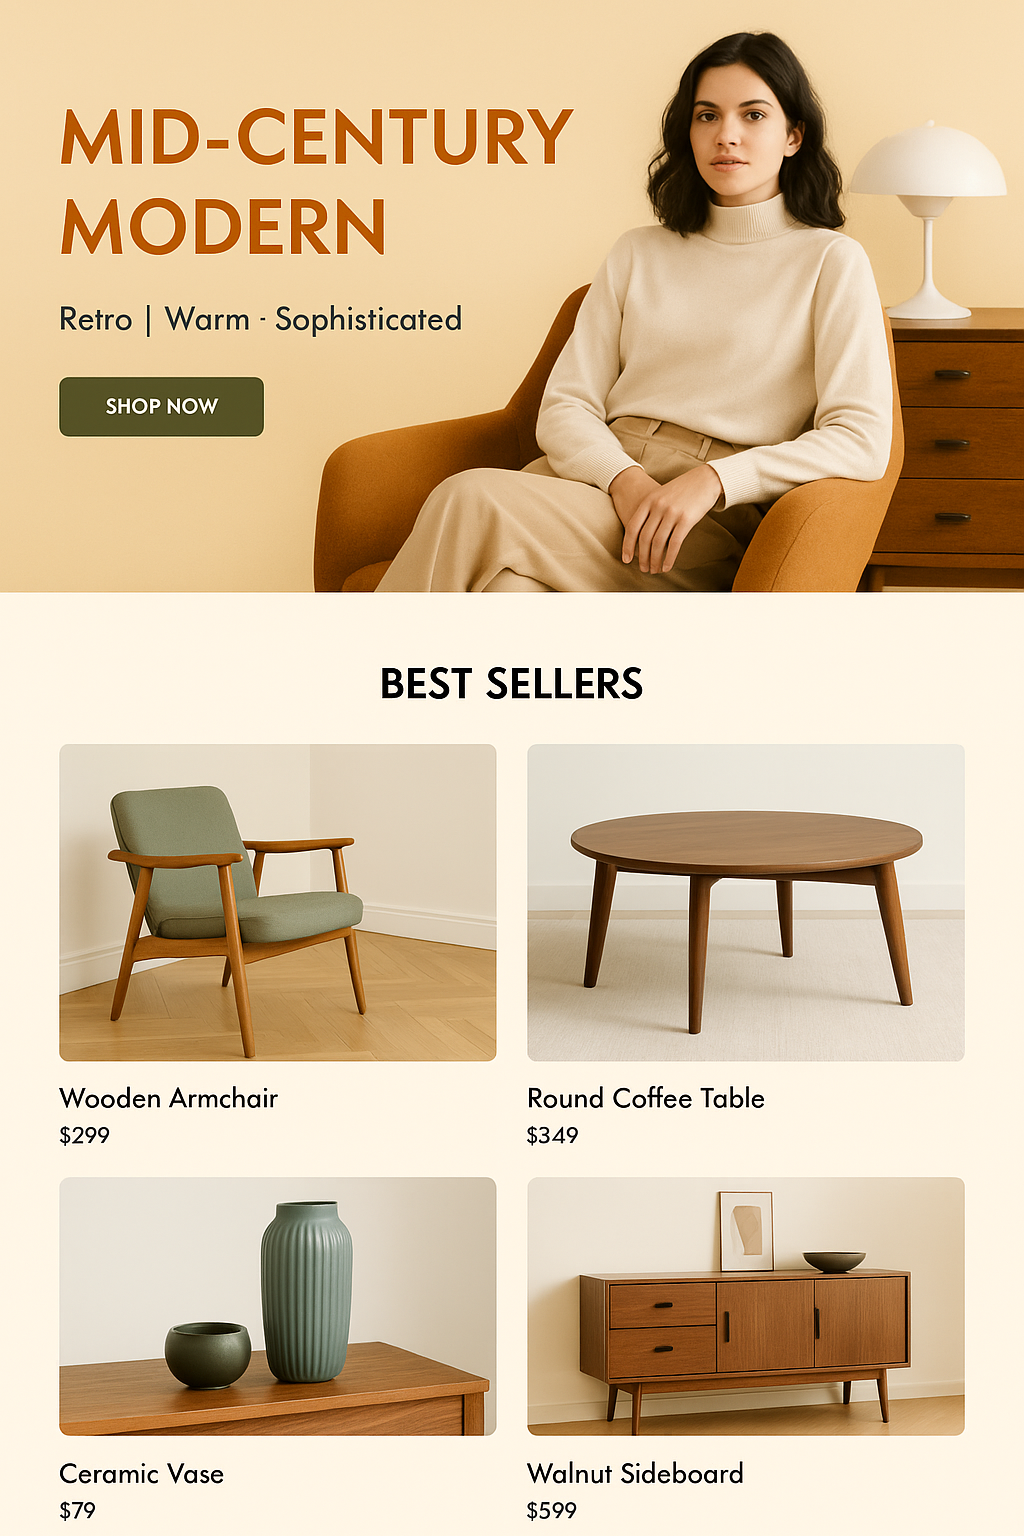 MID-CENTURY
MODERN
Retro | Warm - Sophisticated
SHOP NOW
BEST SELLERS
Wooden Armchair
$299
Round Coffee Table
$349
Ceramic Vase
$79
Walnut Sideboard
$599